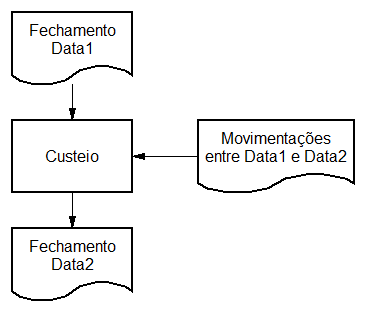 Fechamento
Data1
Custeio
Movimentações
entre Data1 e Data2
Fechamento
Data2